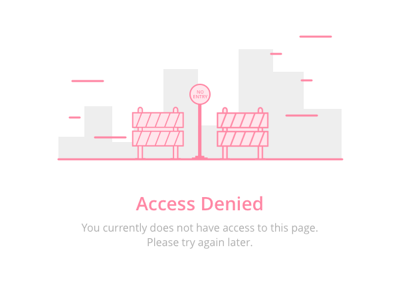 NO
ENTRY
Access Denied
You currently does not have access to this page.
Please try again later.